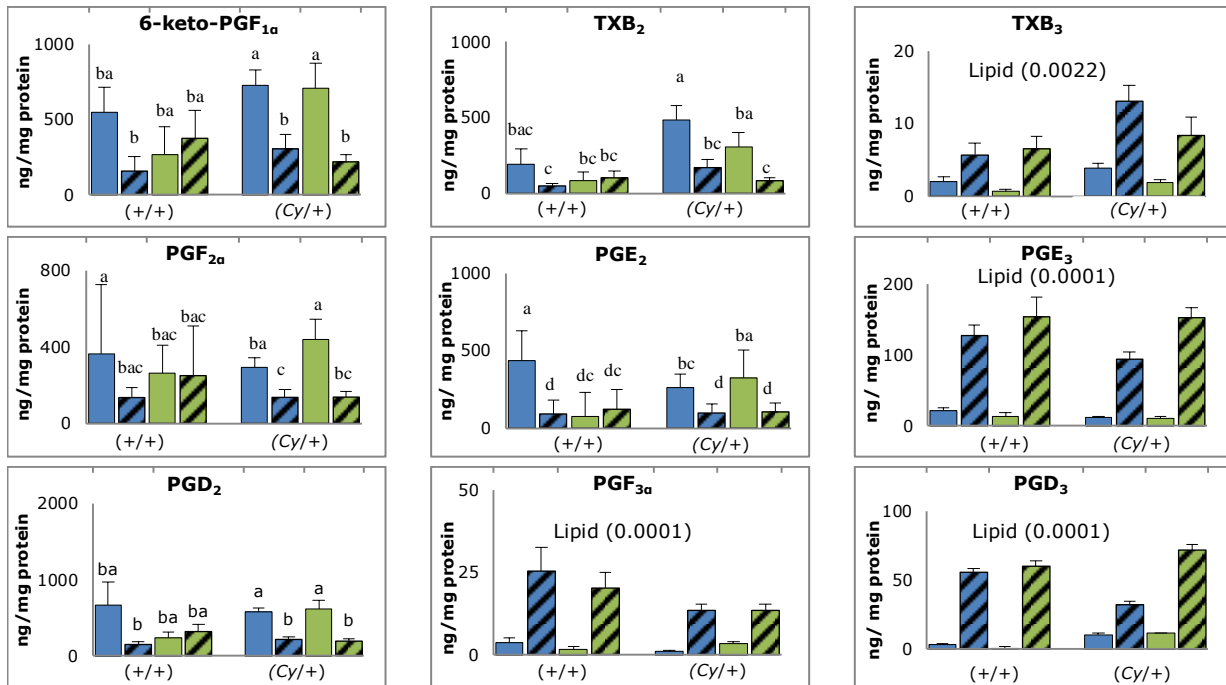 6-keto-PGF1α
ng/mg protein
1000
500
0
ba
b
ba
ba
a
b
a
b
(+/+)
(Cy/+)
TXB2
ng/mg protein
1000
500
0
bac
c
bc
bc
a
bc
ba
c
(+/+)
(Cy/+)
TXB3
Lipid (0.0022)
ng/mg protein
20
10
0
(+/+)
(Cy/+)
PGF2α
ng/mg protein
800
400
0
a
bac
bac
bac
ba
c
a
bc
(+/+)
(Cy/+)
PGE2
ng/mg protein
1000
500
0
a
d
dc
dc
bc
d
ba
d
(+/+)
(Cy/+)
PGE3
Lipid (0.0001)
ng/ mg protein
200
100
0
(+/+)
(Cy/+)
PGD2
ng/mg protein
2000
1000
0
ba
b
ba
ba
a
b
a
b
(+/+)
(Cy/+)
PGF3α
Lipid (0.0001)
ng/mg protein
50
25
0
(+/+)
(Cy/+)
PGD3
Lipid (0.0001)
ng/ mg protein
100
50
0
(+/+)
(Cy/+)